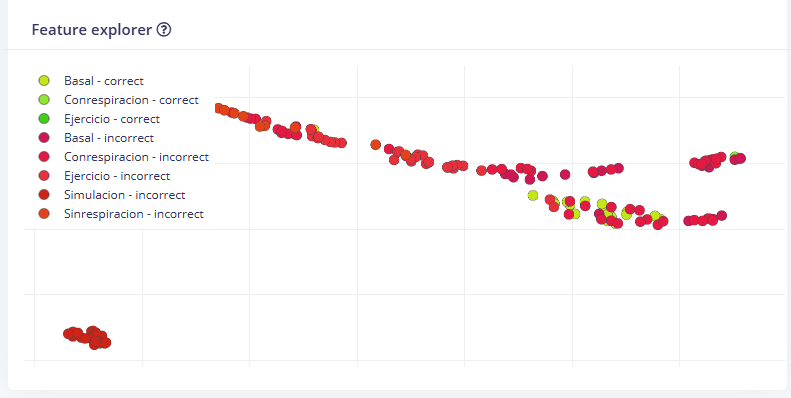 Feature explorer
Basal - correct
Conrespiracion - correct
Ejercicio - correct
Basal - incorrect
Conrespiracion - incorrect
Ejercicio - incorrect
Simulacion - incorrect
Sinrespiracion - incorrect